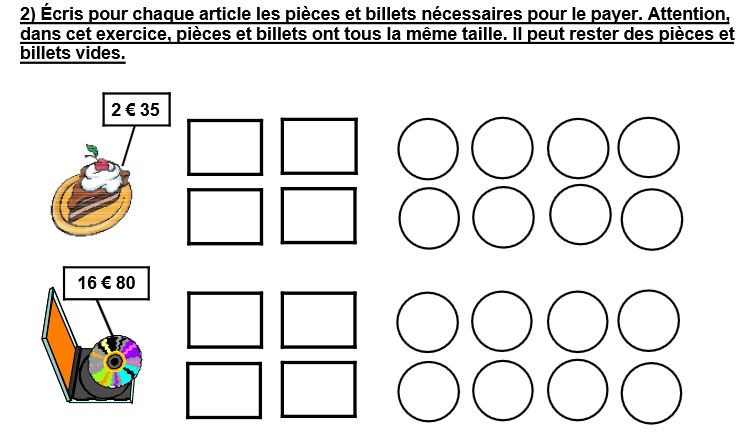 2) Écris pour chaque article les pièces et billets nécessaires pour le payer. Attention,
dans cet exercice, pièces et billets ont tous la même taille. Il peut rester des pièces et
billets vides.
2 € 35
16 € 80